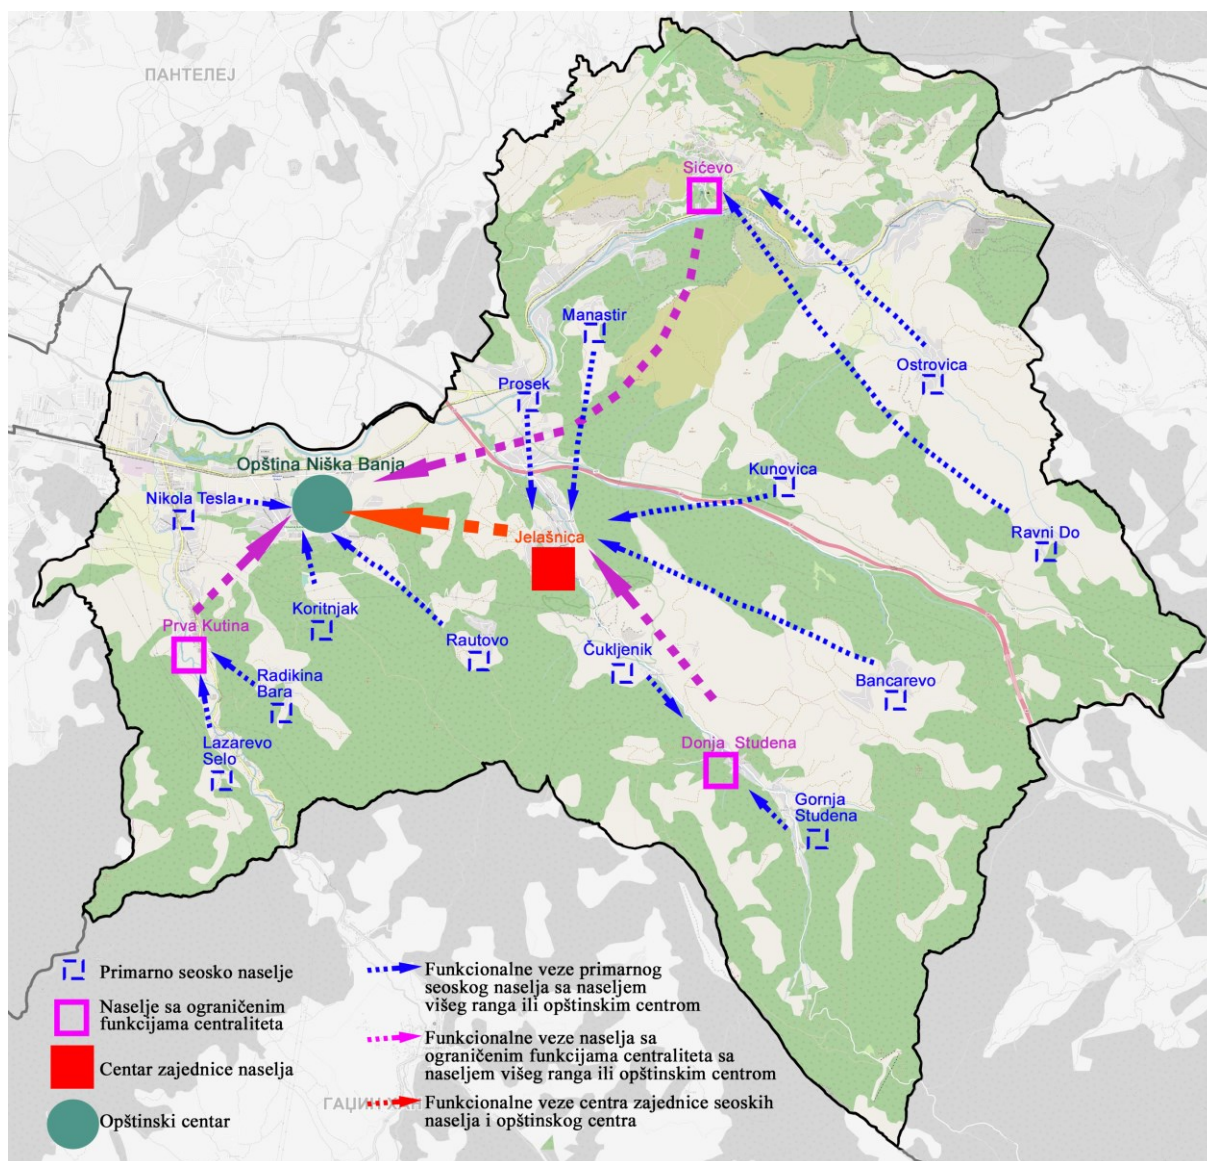 ПАНТЕЛЕЈ
Sićevo
Manastir
Ostrovica
Prosek
Opština Niška Banja
Kunovica
Nikola Tesla
Ravni Do
Jelašnica
Koritnjak
Prva Kutina
Rautovo
Čukljenik
Radikina
Bara
Bancarevo
Lazarevo
Selo
Donja Studena
Gornja
Studena
Primarno seosko naselje
Naselje sa ograničenim
funkcijama centraliteta
Centar zajednice naselja
Opštinski centar
Funkcionalne veze primarnog
seoskog naselja sa naseljem
višeg ranga ili opštinskim centrom
Funkcionalne veze naselja sa
ograničenim funkcijama centraliteta sa
naseljem višeg ranga ili opštinskim centrom
Funkcionalne veze centra zajednice seoskih
naselja i opštinskog centra
ГАЏИН ХАН